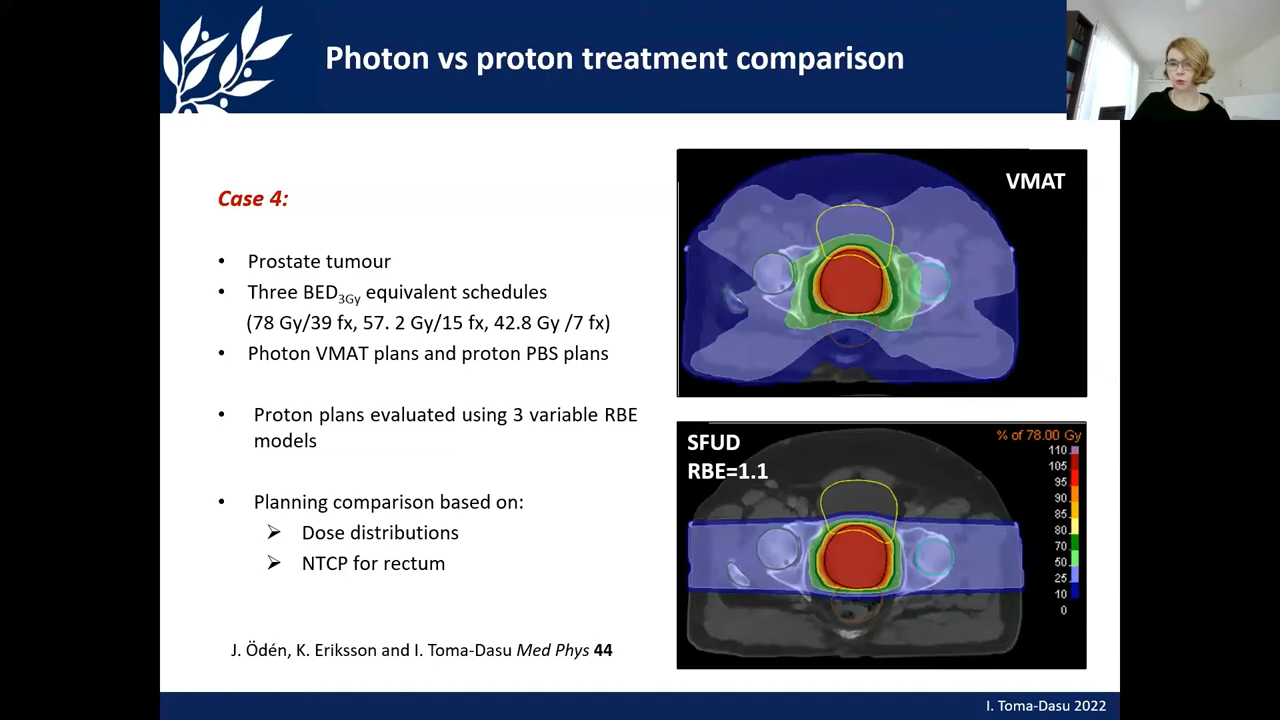 Photon vs proton treatment comparison
Case 4:
• Prostate tumour
• Three BED3Gy equivalent schedules
(78 Gy/39 fx, 57. 2 Gy/15 fx, 42.8 Gy /7 fx)
• Photon VMAT plans and proton PBS plans
• Proton plans evaluated using 3 variable RBE
models
• Planning comparison based on:
➢ Dose distributions
➢ NTCP for rectum
J. Ödén, K. Eriksson and I. Toma-Dasu Med Phys 44
VMAT
SFUD
RBE=1.1
% of 78.00 Gy
110
105
95
90
85
80
70
50
25
10
0
I. Toma-Dasu 2022